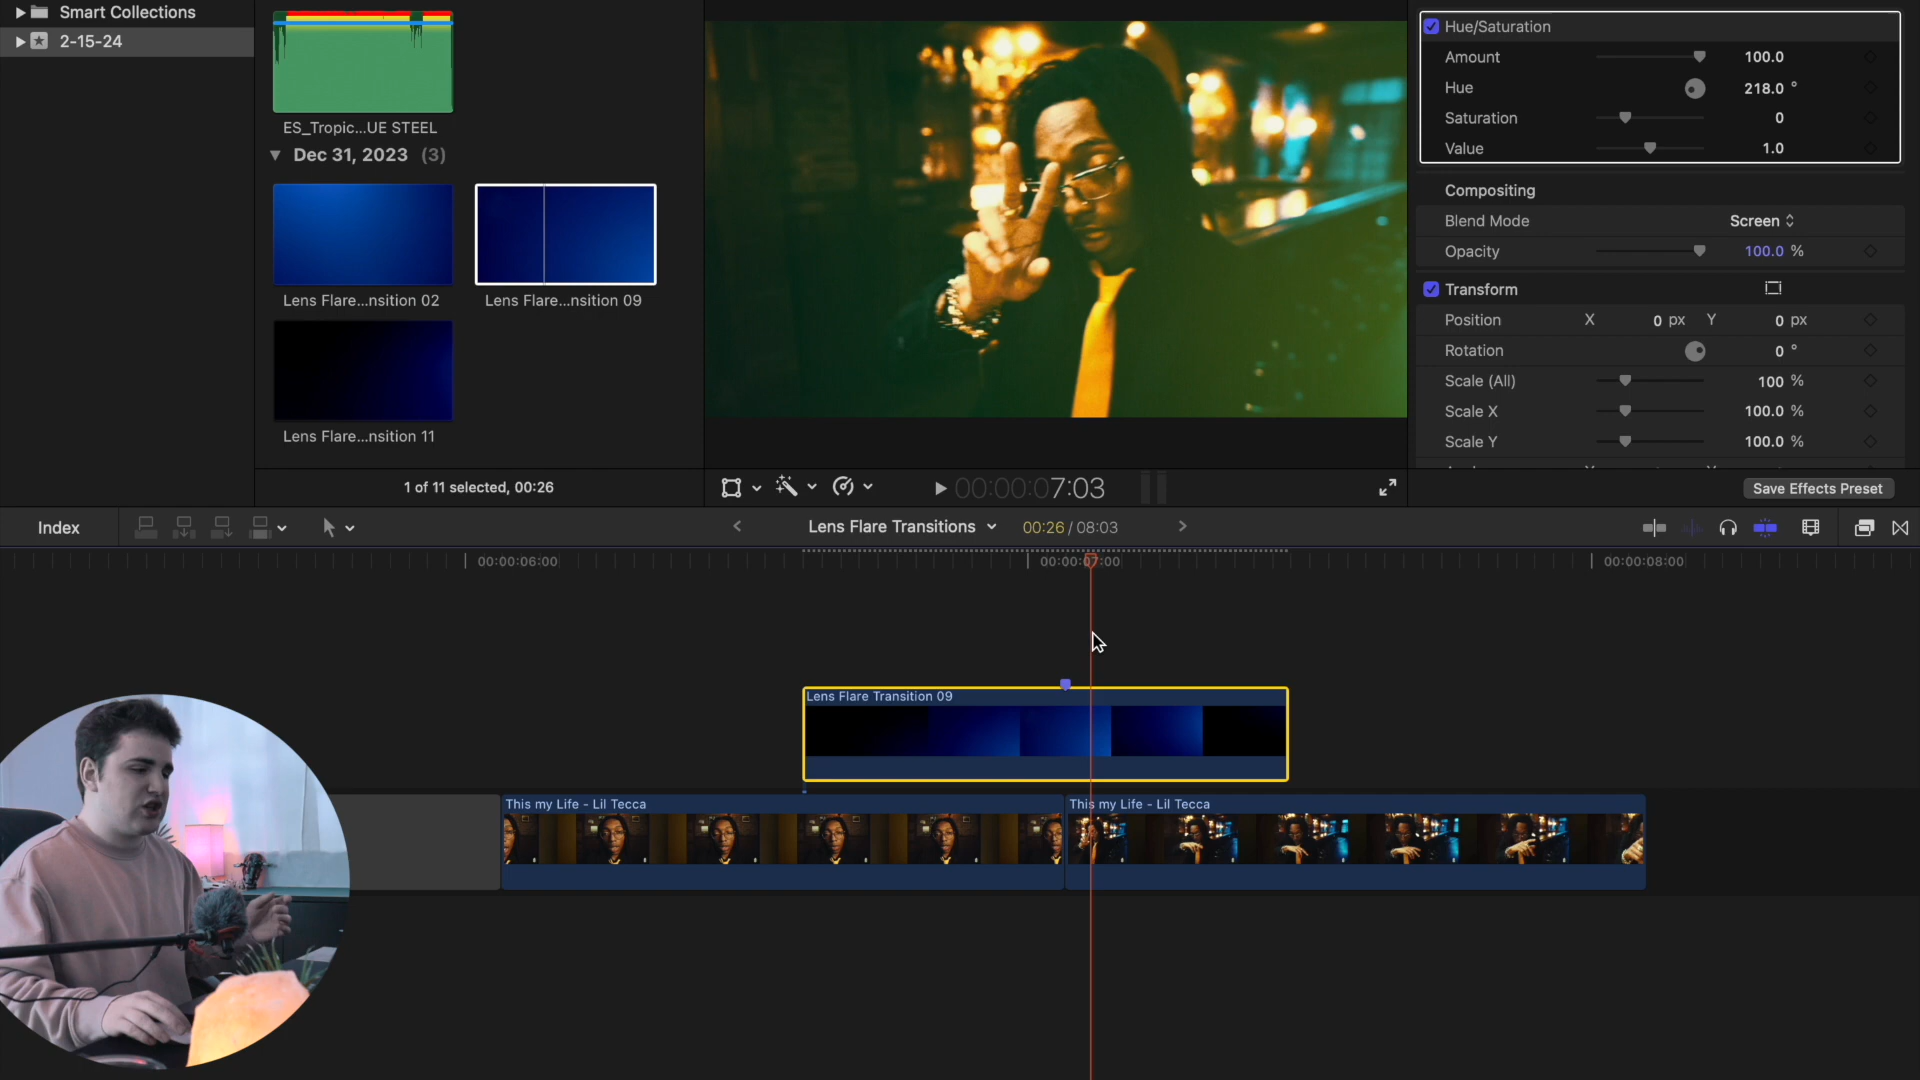 Smart Collections
2-15-24
ES_Tropic...UE STEEL
Dec 31, 2023 (3)
Lens Flare...nsition 02
Lens Flare...nsition 09
Lens Flare...nsition 11
1 of 11 selected, 00:26
00:00:07:03
Hue/Saturation
Amount 100.0
Hue 218.0 °
Saturation 0
Value 1.0
Compositing
Blend Mode Screen
Opacity 100.0 %
Transform
Position X 0 px Y 0 px
Rotation 0 °
Scale (All) 100 %
Scale X 100.0 %
Scale Y 100.0 %
Save Effects Preset
Index
Lens Flare Transitions
00:26 / 08:03
00:00:06:00
00:00:07:00
00:00:08:00
Lens Flare Transition 09
This my Life - Lil Tecca
This my Life - Lil Tecca